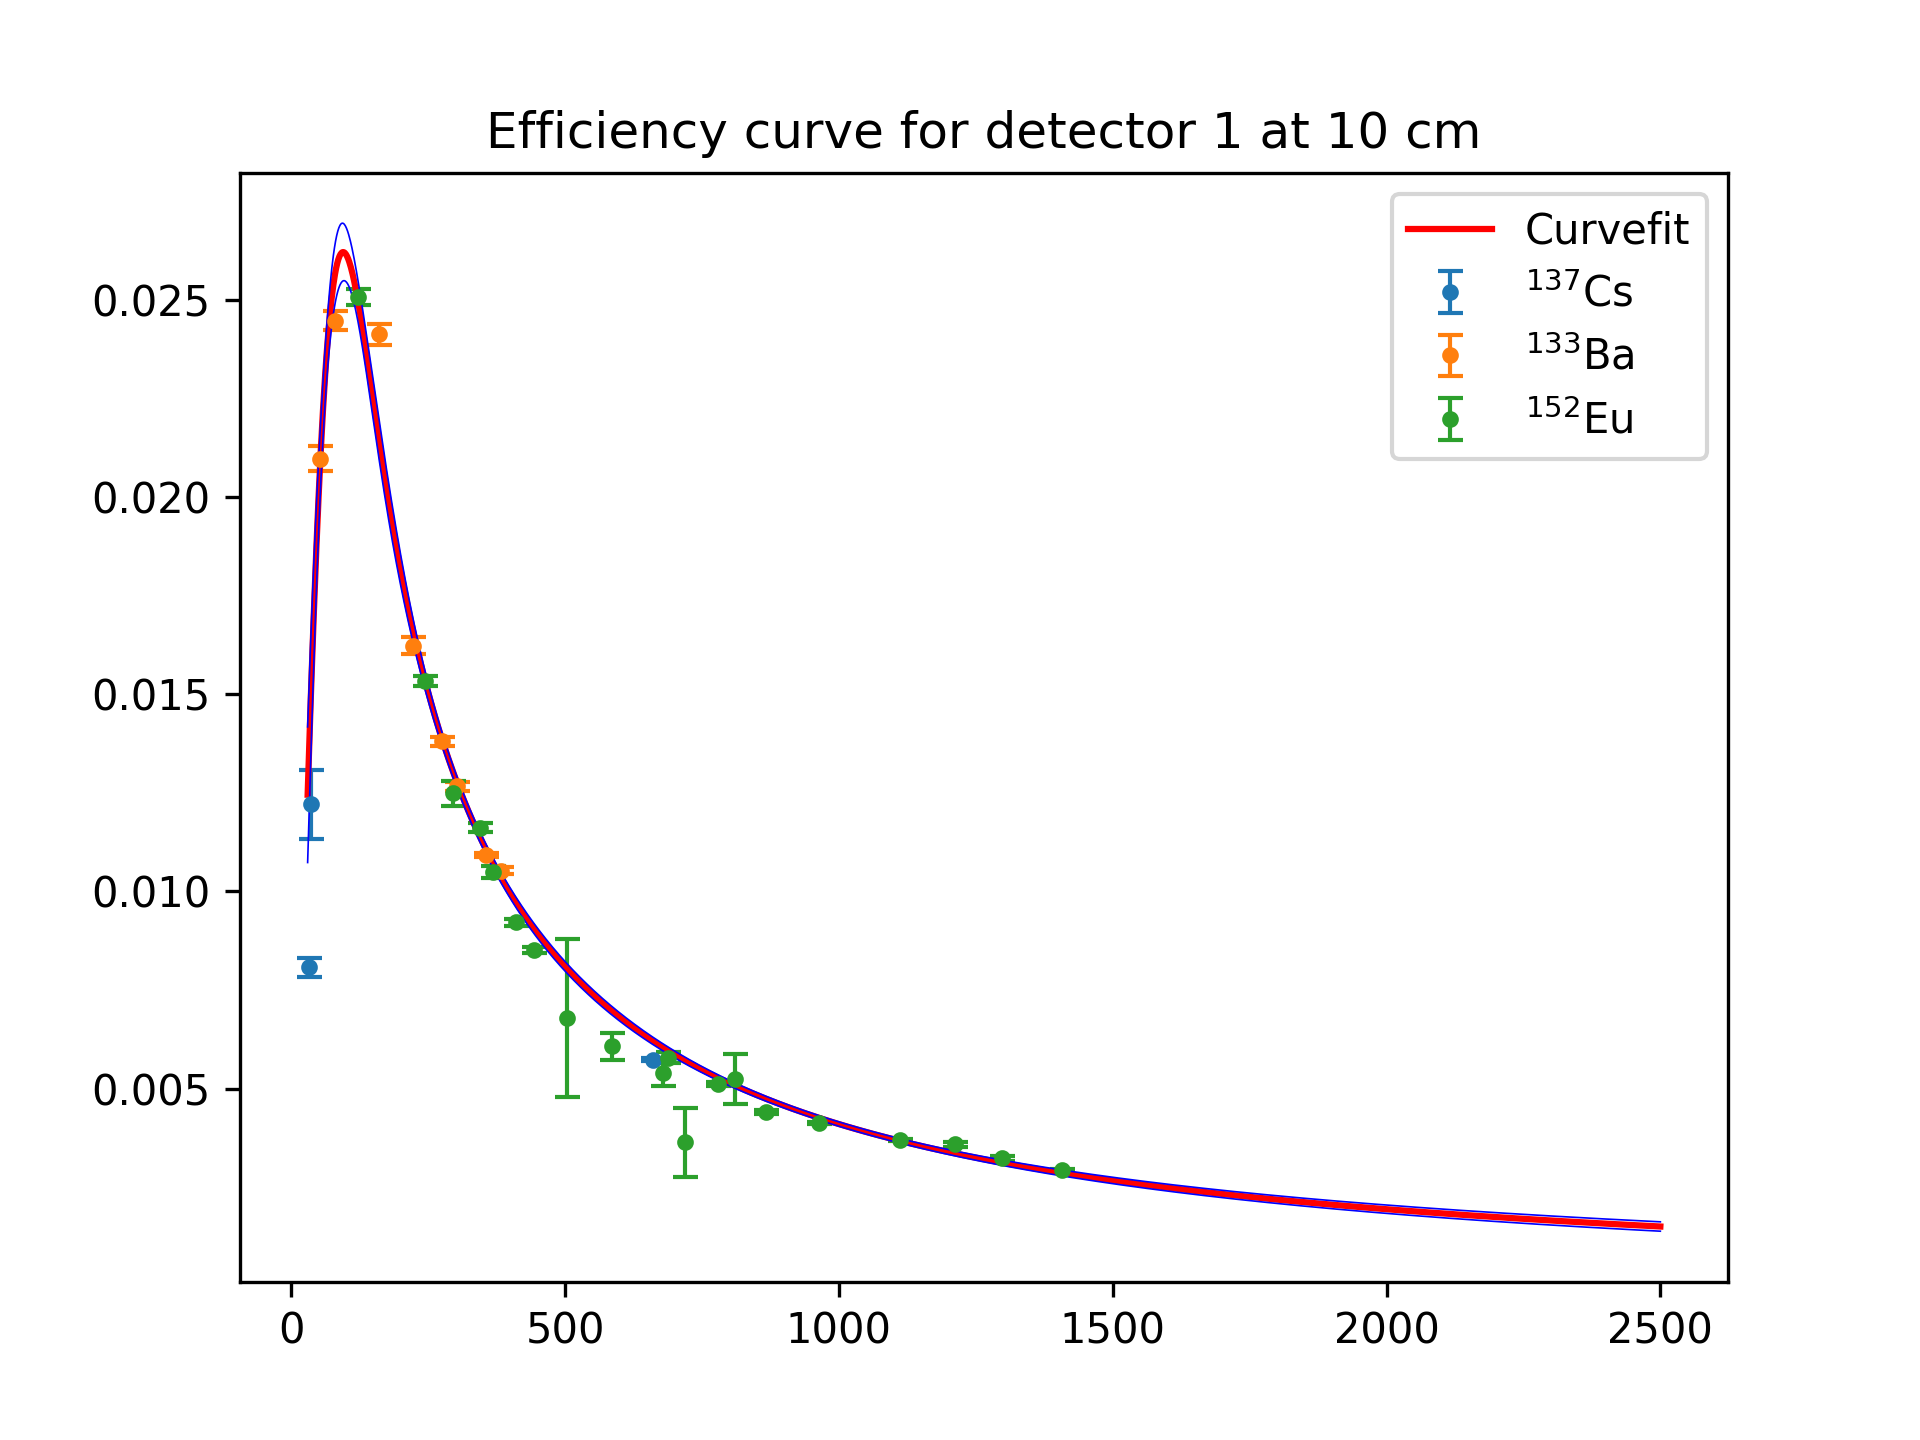 Efficiency curve for detector 1 at 10 cm
Curvefit
¹³⁷Cs
¹³³Ba
¹⁵²Eu
0.025
0.020
0.015
0.010
0.005
0 500 1000 1500 2000 2500